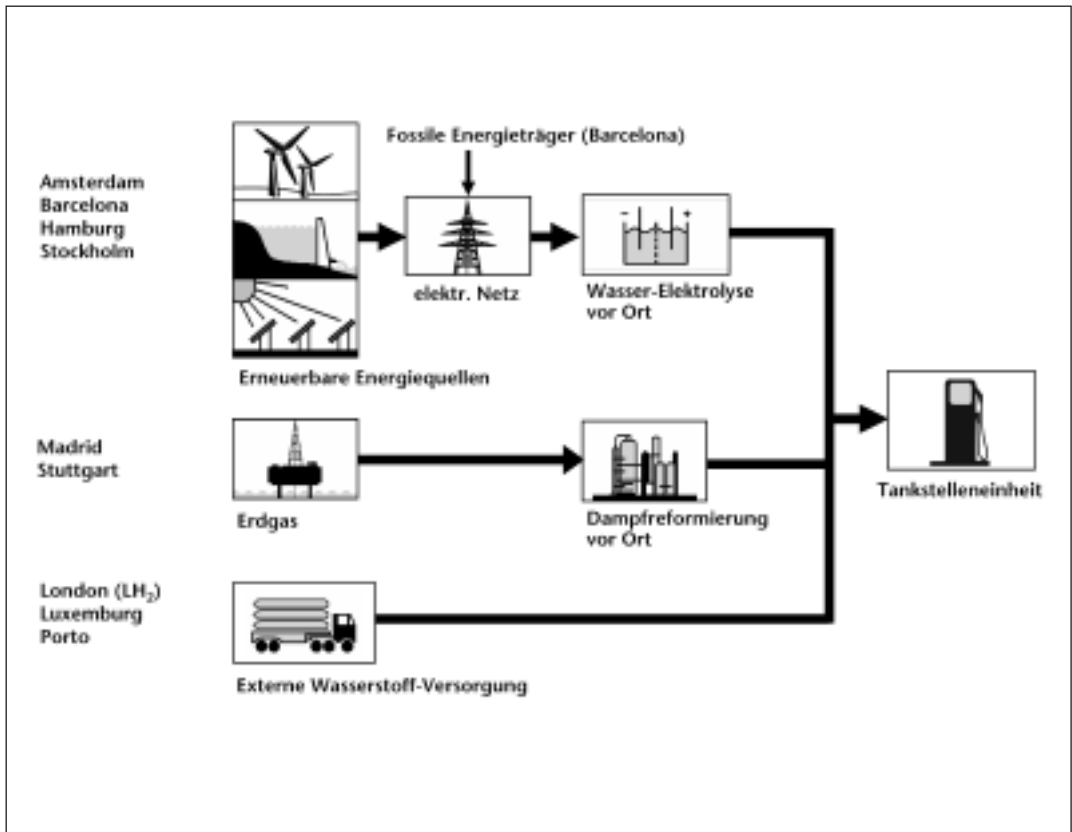 Fossile Energieträger (Barcelona)
Amsterdam
Barcelona
Hamburg
Stockholm
- +
elektr. Netz
Wasser-Elektrolyse
vor Ort
Erneuerbare Energiequellen
Madrid
Stuttgart
Erdgas
Dampfreformierung
vor Ort
Tankstelleneinheit
London (LH₂)
Luxemburg
Porto
Externe Wasserstoff-Versorgung